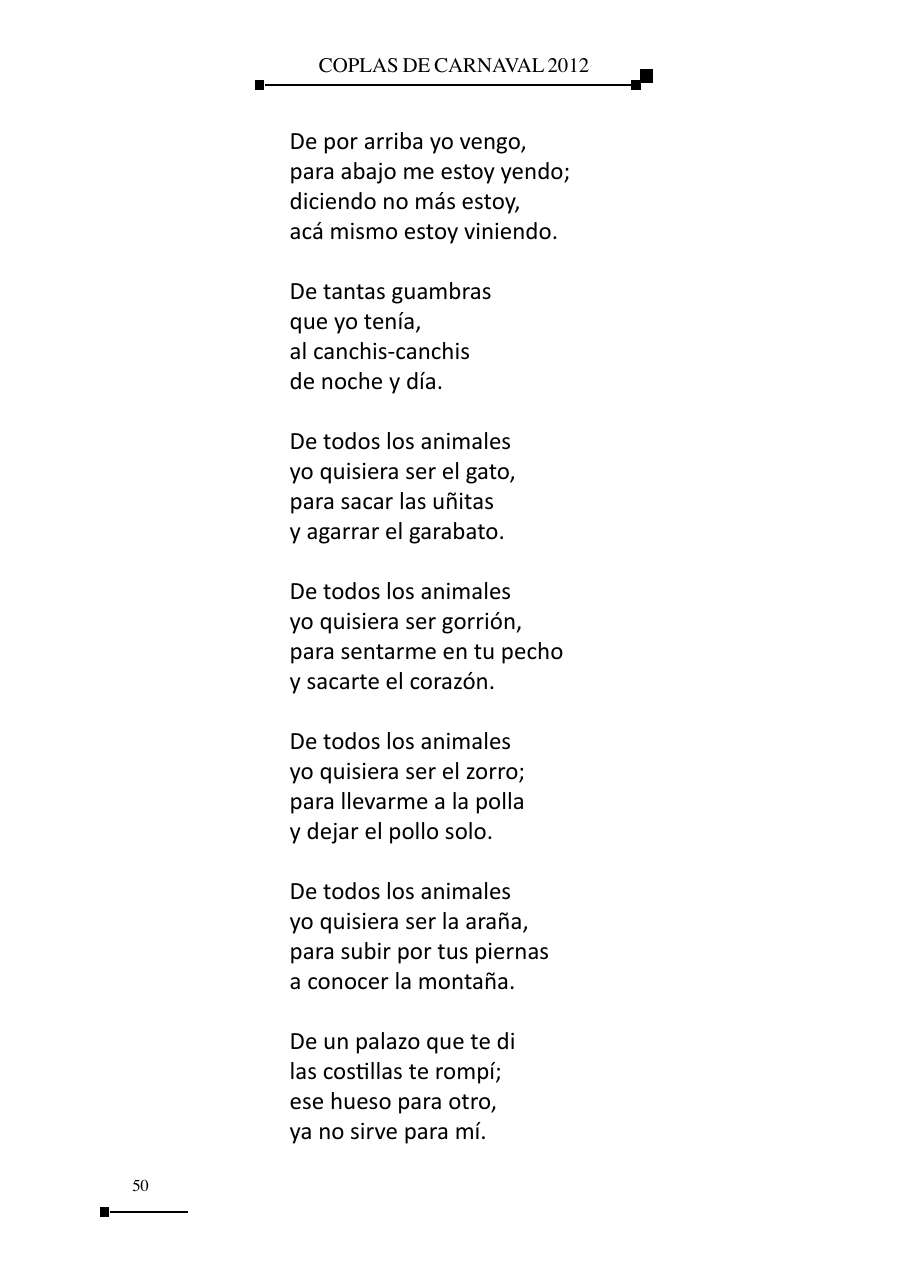 COPLAS DE CARNAVAL 2012
De por arriba yo vengo,
para abajo me estoy yendo;
diciendo no más estoy,
acá mismo estoy viniendo.
De tantas guambras
que yo tenía,
al canchis-canchis
de noche y día.
De todos los animales
yo quisiera ser el gato,
para sacar las uñitas
y agarrar el garabato.
De todos los animales
yo quisiera ser gorrión,
para sentarme en tu pecho
y sacarte el corazón.
De todos los animales
yo quisiera ser el zorro;
para llevarme a la polla
y dejar el pollo solo.
De todos los animales
yo quisiera ser la araña,
para subir por tus piernas
a conocer la montaña.
De un palazo que te di
las costillas te rompí;
ese hueso para otro,
ya no sirve para mí.
50